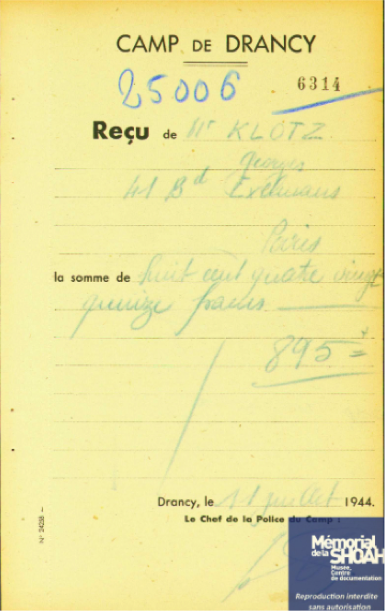 CAMP DE DRANCY
25006
6314
Reçu de Mr KLOTZ
Georges
41 Bd Exelmans
Paris
la somme de huit cent quatre vingt
quinze francs
895 =
Drancy, le 11 juillet 1944.
Le Chef de la Police du Camp :
Mémorial
de la SHOAH
Musée,
Centre
de documentation
Reproduction interdite
sans autorisation